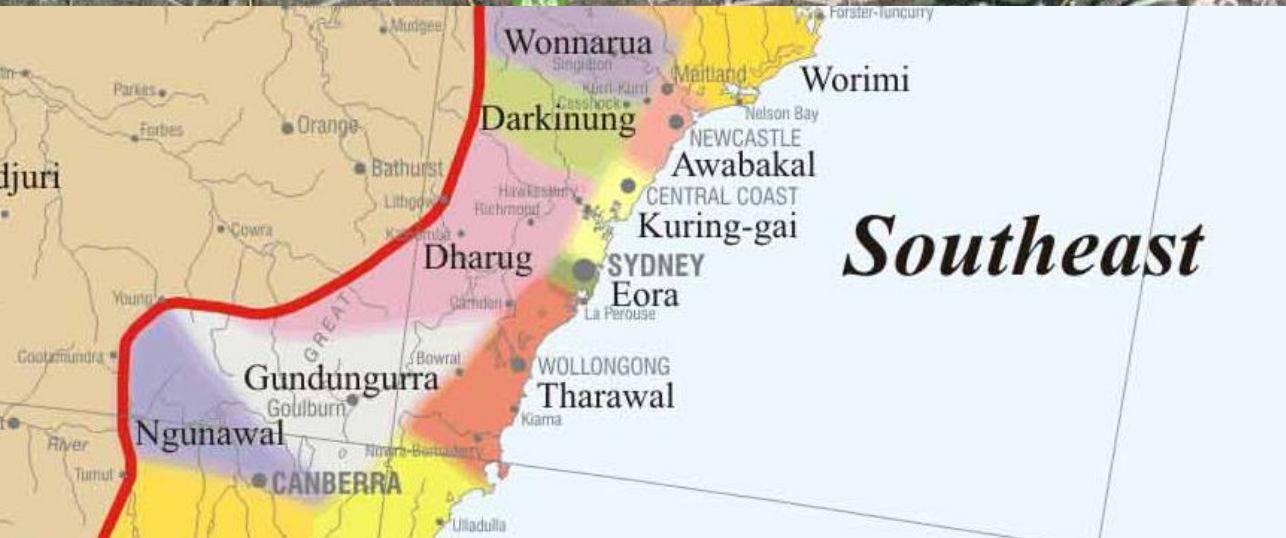 Forster-Tuncurry
Mudgee
Wonnarua
Singleton
Maitland
Worimi
Parkes
Kurri-Kurri
Cessnock
Nelson Bay
Darkinung
Forbes
Orange
NEWCASTLE
Awabakal
Bathurst
djuri
Hawkesbury
CENTRAL COAST
Lithgow
Richmond
Kuring-gai
Cowra
Katoomba
Southeast
Dharug
SYDNEY
Eora
Young
Camden
La Perouse
GREAT
Cootamundra
Bowral
WOLLONGONG
Gundungurra
Tharawal
Goulburn
Kiama
Ngunawal
River
Nowra-Bomaderry
Tumut
CANBERRA
Ulladulla